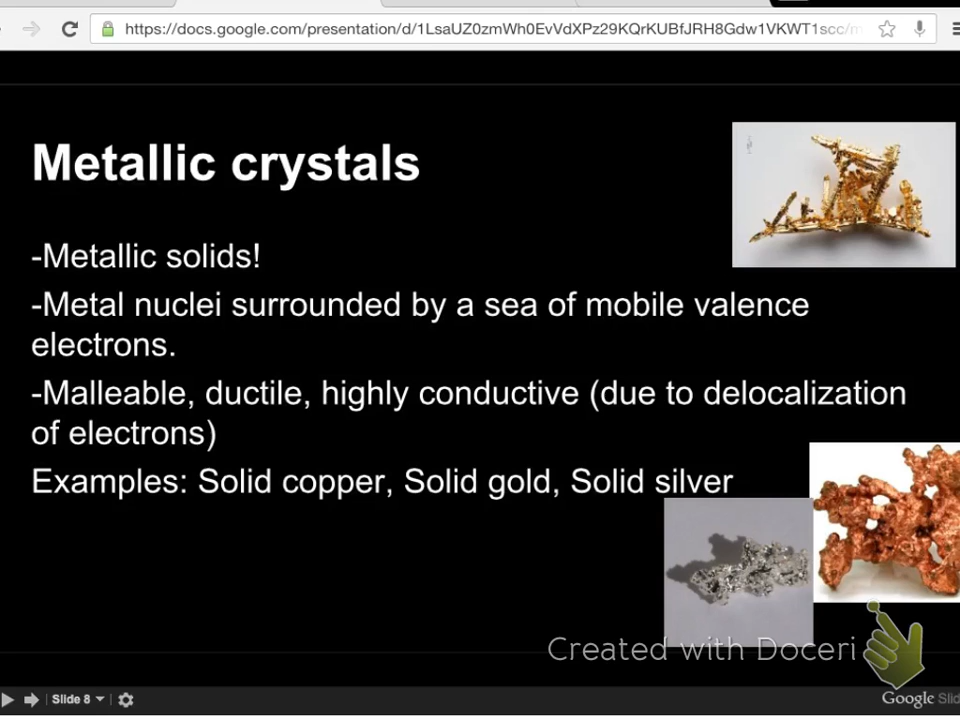 https://docs.google.com/presentation/d/1LsaUZ0zmWh0EvVdXPz29KQrKUBfJRH8Gdw1VKWT1scc/
Metallic crystals
-Metallic solids!
-Metal nuclei surrounded by a sea of mobile valence
electrons.
-Malleable, ductile, highly conductive (due to delocalization
of electrons)
Examples: Solid copper, Solid gold, Solid silver
Created with Doceri
Slide 8
Google Slid